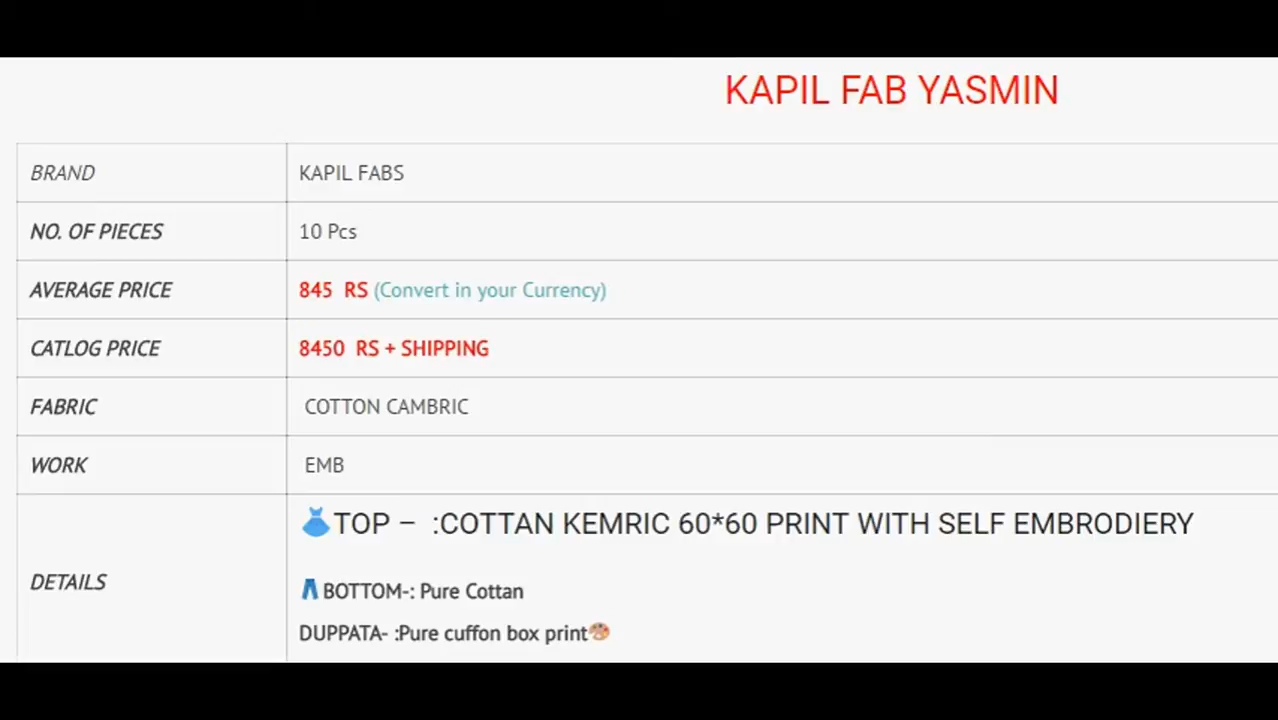 KAPIL FAB YASMIN
BRAND KAPIL FABS
NO. OF PIECES 10 Pcs
AVERAGE PRICE 845 RS (Convert in your Currency)
CATLOG PRICE 8450 RS + SHIPPING
FABRIC COTTON CAMBRIC
WORK EMB
DETAILS
👗TOP – :COTTAN KEMRIC 60*60 PRINT WITH SELF EMBRODIERY
👖BOTTOM-: Pure Cottan
DUPPATA- :Pure cuffon box print🎨